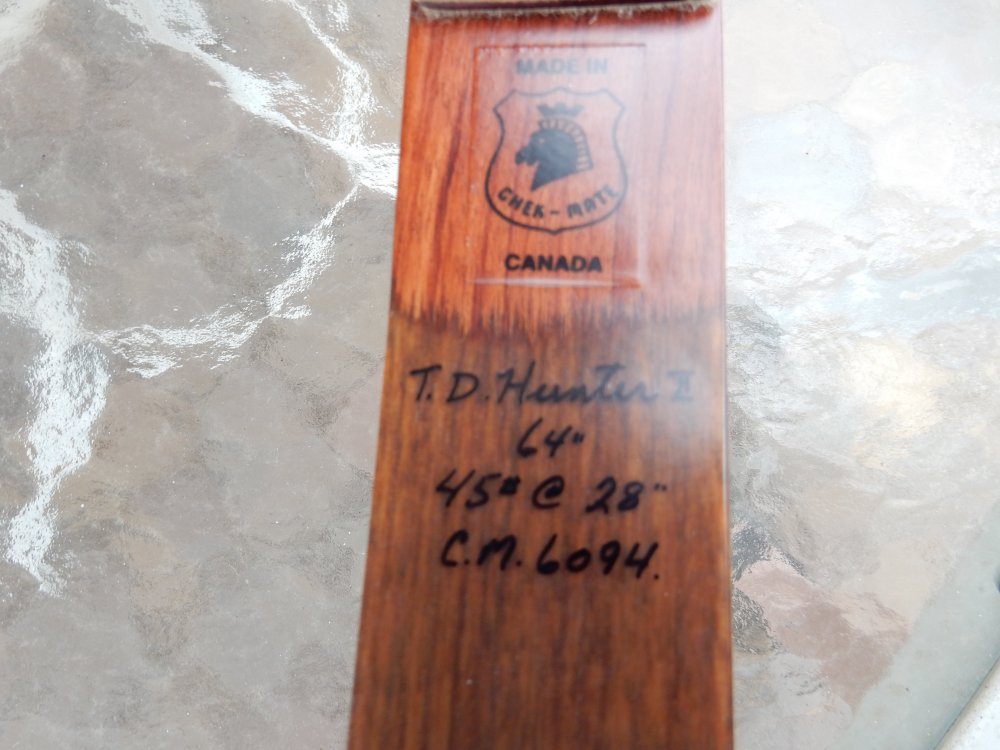 MADE IN
CHEK-MATE
CANADA
T.D. Hunter II
64"
45# @ 28"
C.M. 6094.